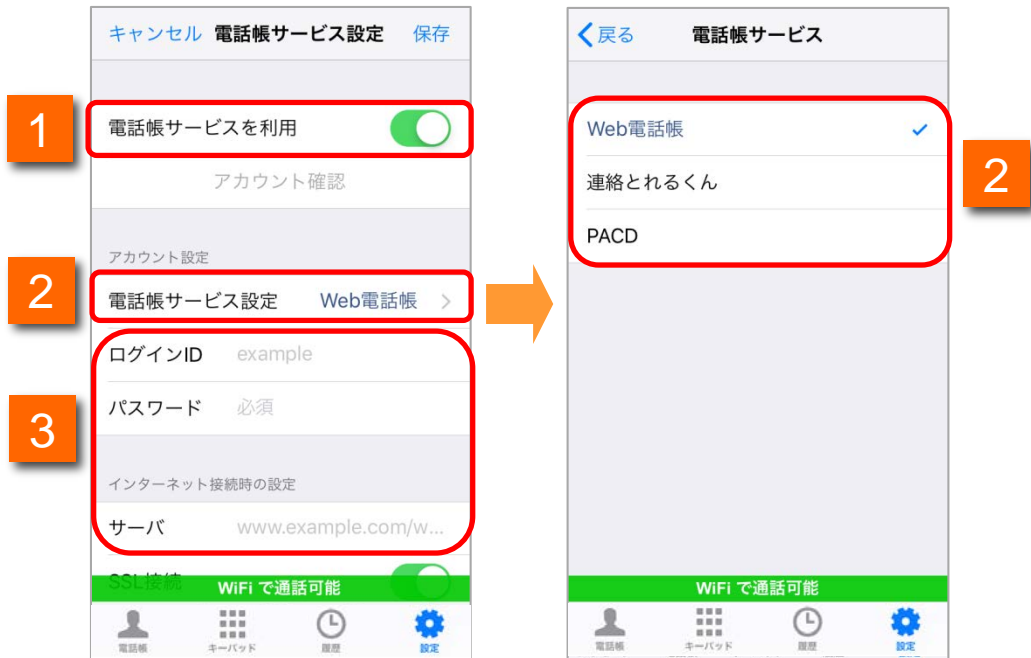 キャンセル 電話帳サービス設定 保存
1
電話帳サービスを利用
アカウント確認
アカウント設定
2
電話帳サービス設定 Web電話帳 >
ログインID example
パスワード 必須
3
インターネット接続時の設定
サーバ www.example.com/w...
SSL接続
WiFi で通話可能
電話帳 キーパッド 履歴 設定
戻る 電話帳サービス
Web電話帳
連絡とれるくん
2
PACD
WiFi で通話可能
電話帳 キーパッド 履歴 設定